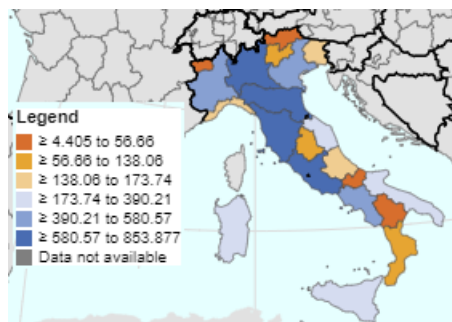 Legend
≥ 4.405 to 56.66
≥ 56.66 to 138.06
≥ 138.06 to 173.74
≥ 173.74 to 390.21
≥ 390.21 to 580.57
≥ 580.57 to 853.877
Data not available